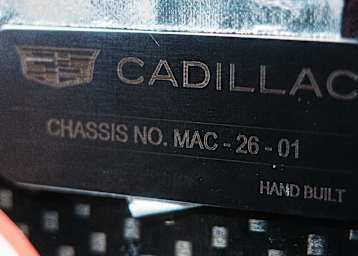 CADILLAC
CHASSIS NO. MAC - 26 - 01
HAND BUILT